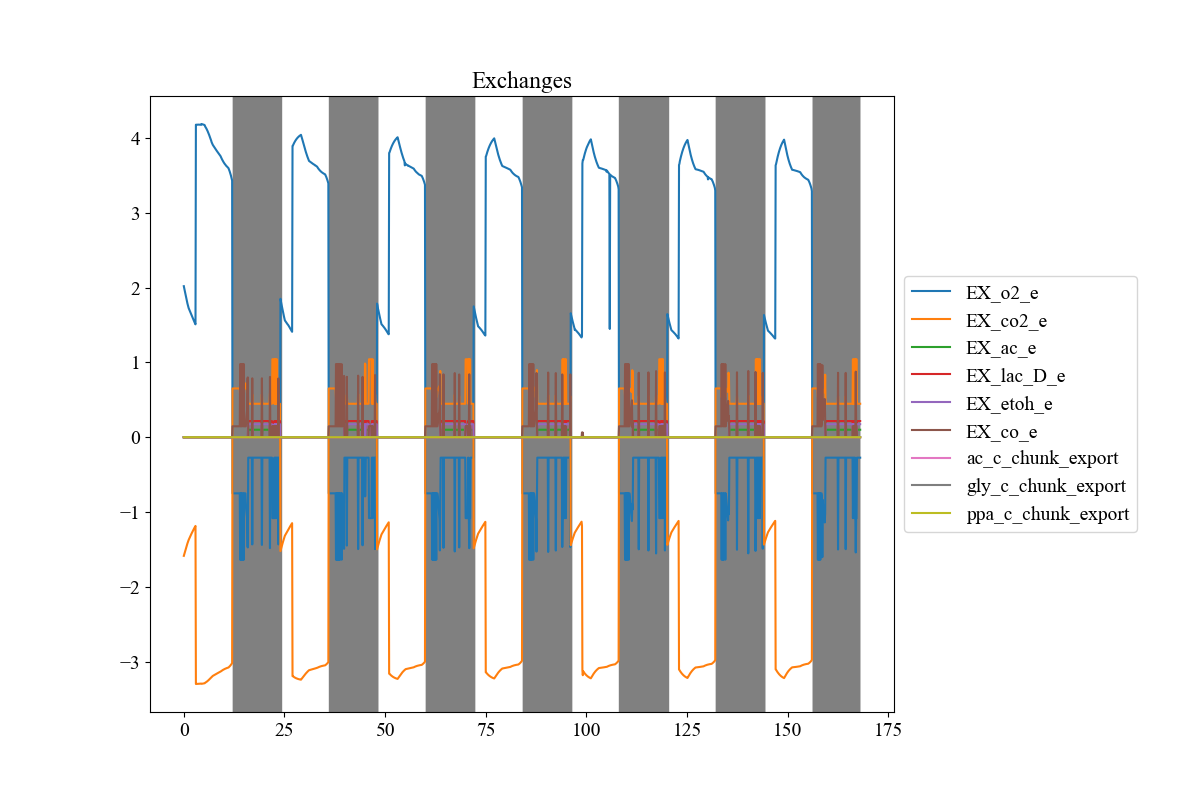 Exchanges
4
3
2
1
0
−1
−2
−3
0
25
50
75
100
125
150
175
EX_o2_e
EX_co2_e
EX_ac_e
EX_lac_D_e
EX_etoh_e
EX_co_e
ac_c_chunk_export
gly_c_chunk_export
ppa_c_chunk_export